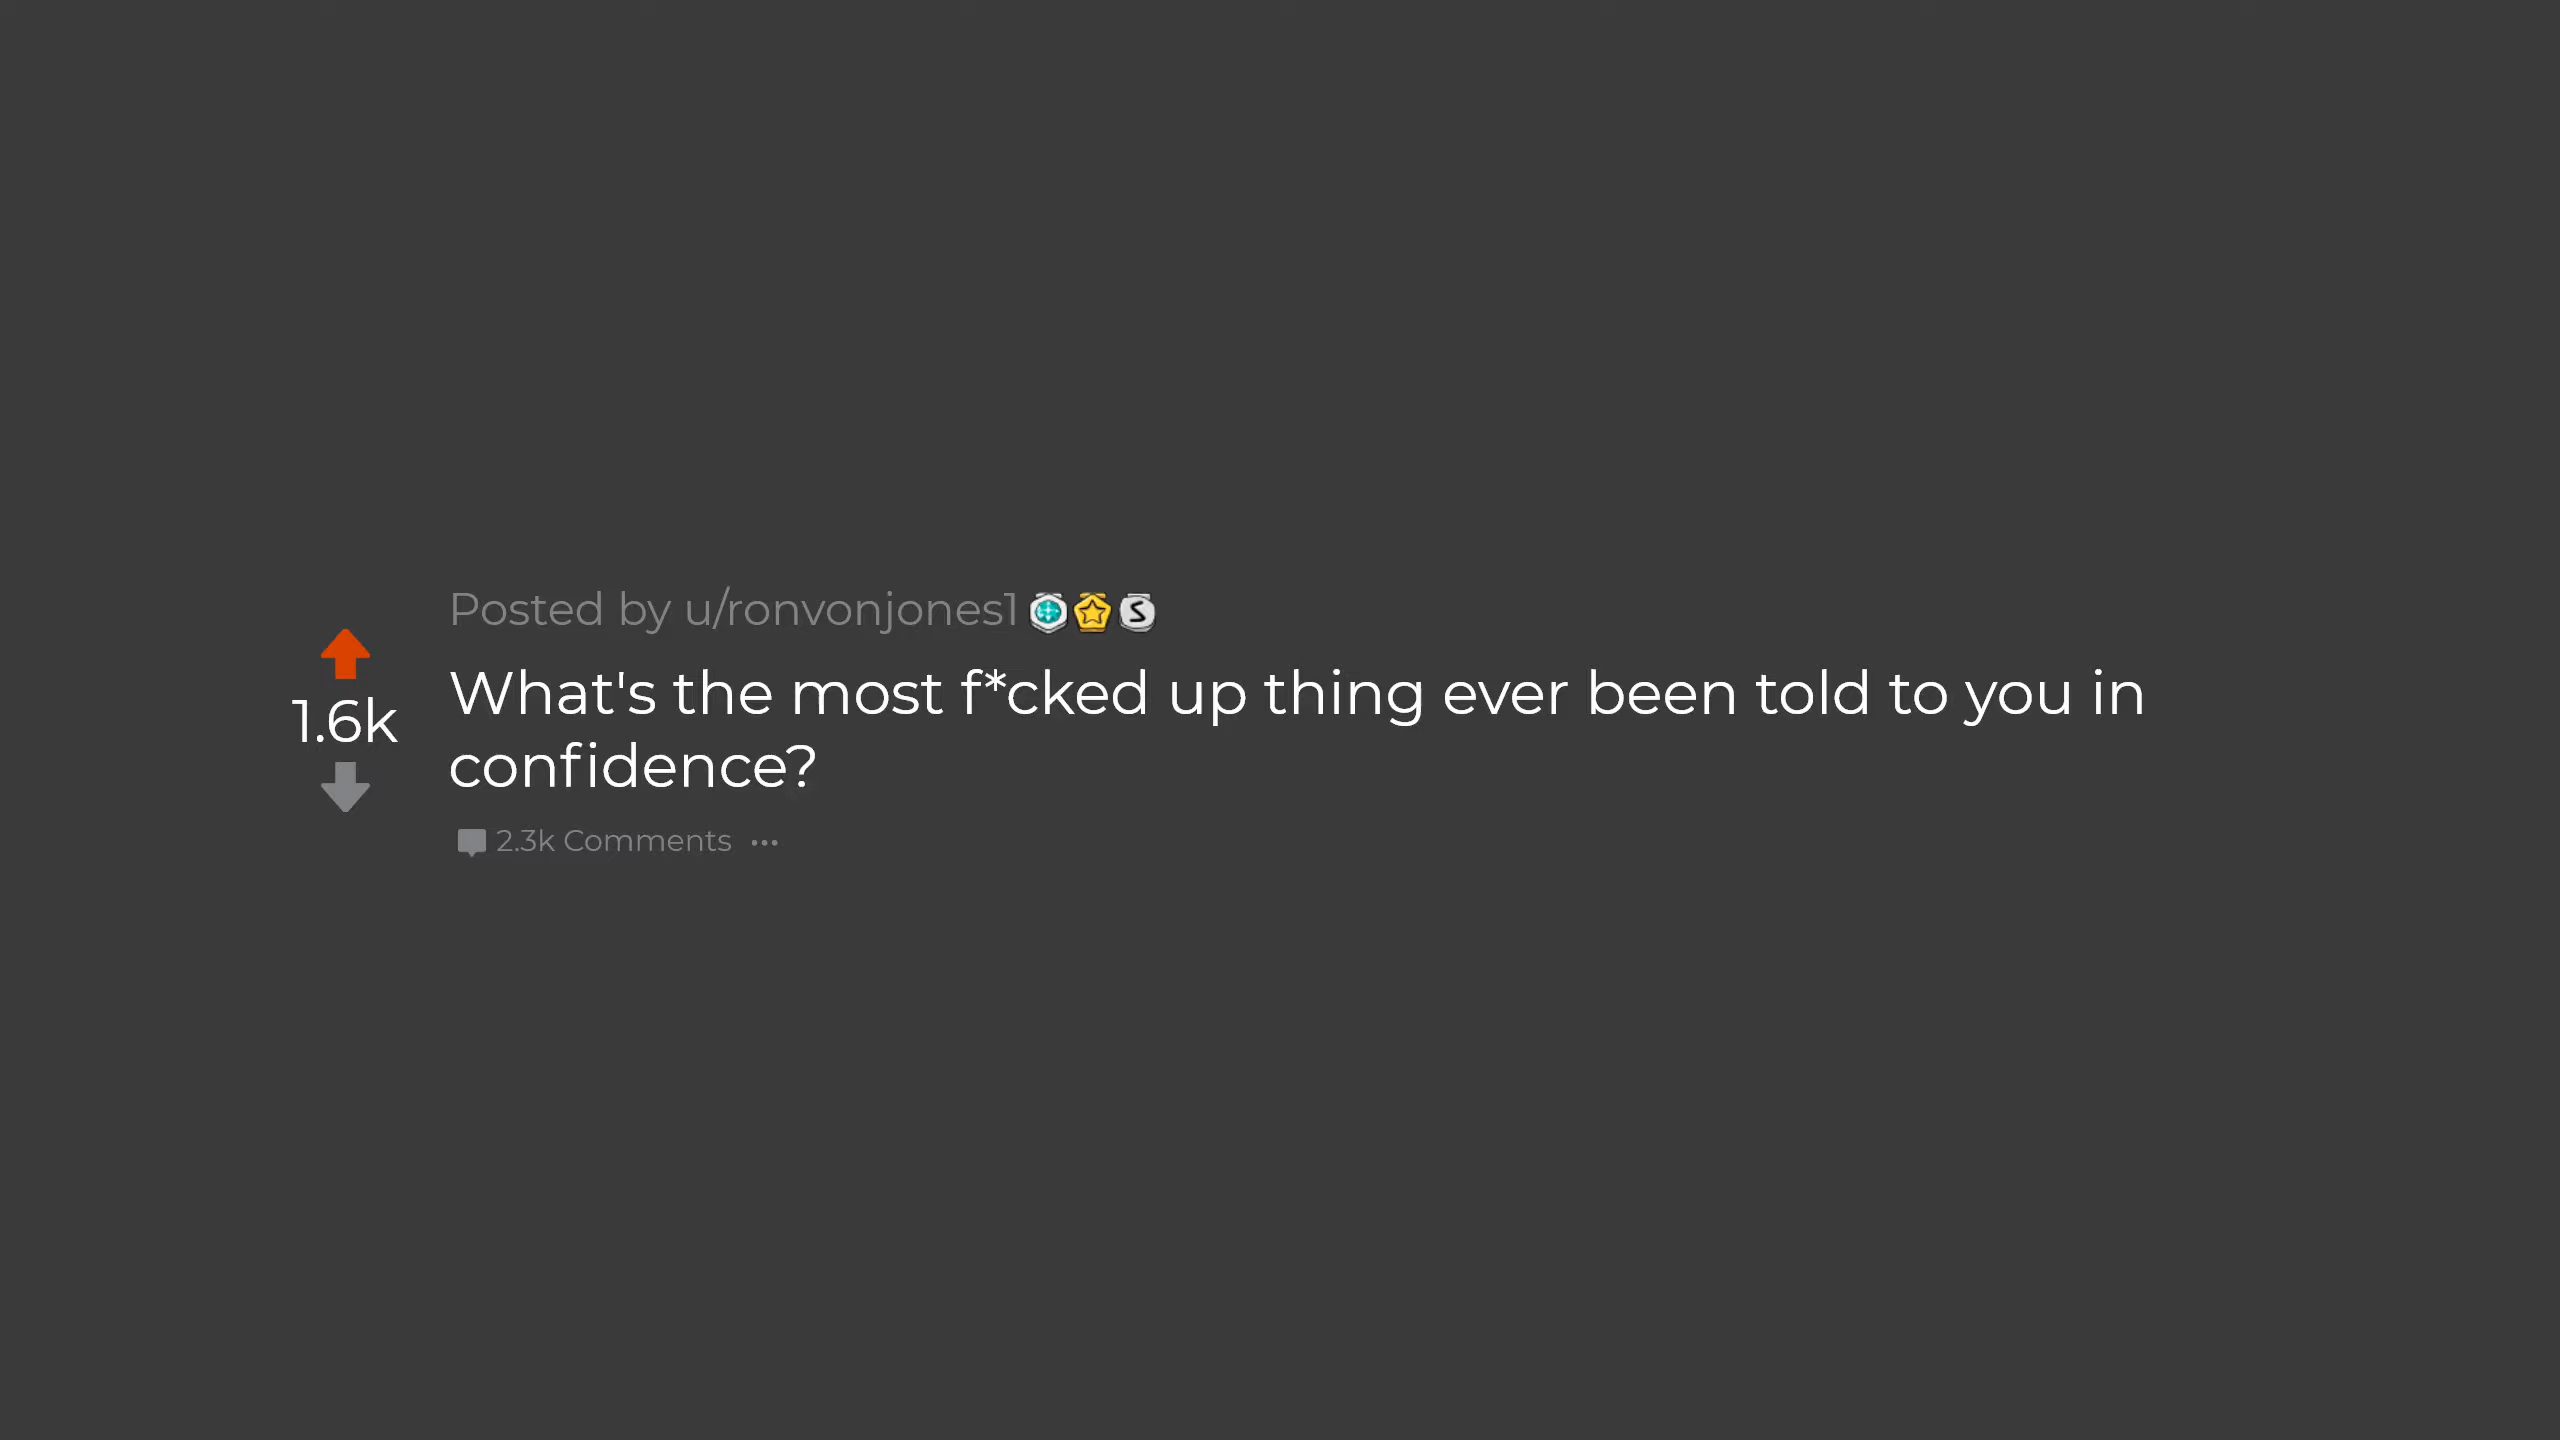 Posted by u/ronvonjones1
1.6k
What's the most f*cked up thing ever been told to you in
confidence?
2.3k Comments ...